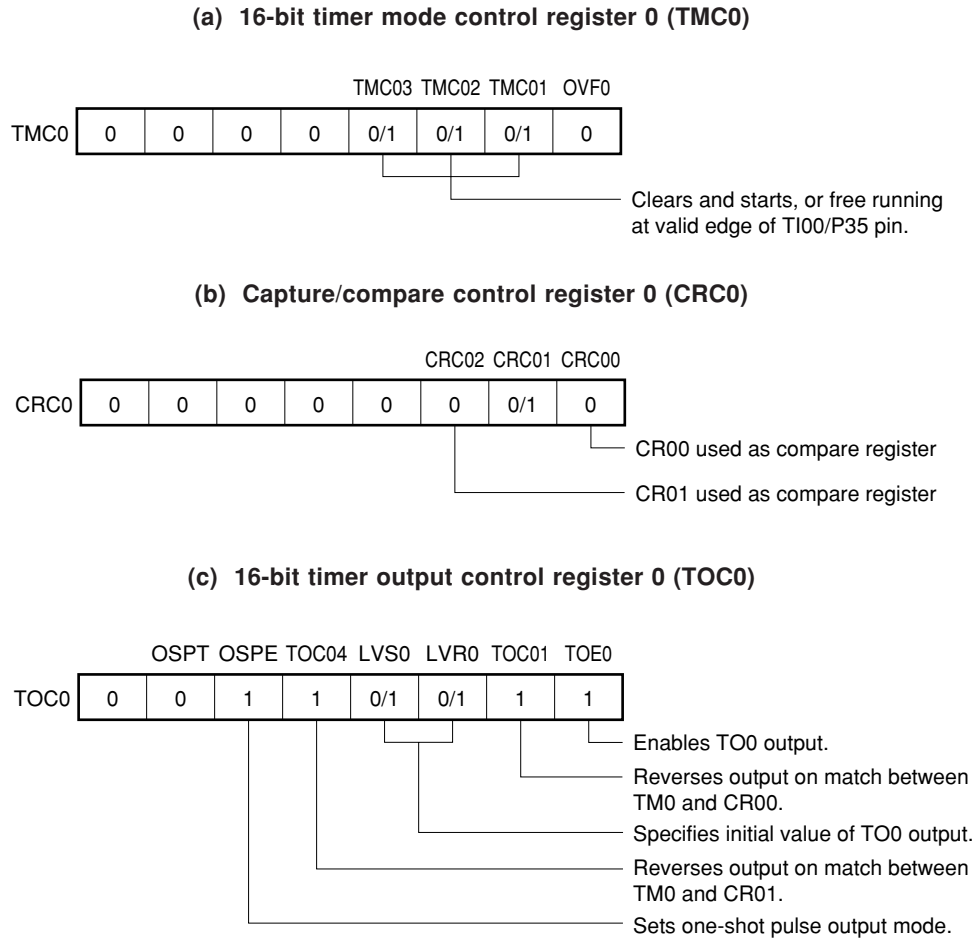 (a) 16-bit timer mode control register 0 (TMC0)
TMC03 TMC02 TMC01 OVF0
TMC0 0 0 0 0 0/1 0/1 0/1 0
Clears and starts, or free running
at valid edge of TI00/P35 pin.
(b) Capture/compare control register 0 (CRC0)
CRC02 CRC01 CRC00
CRC0 0 0 0 0 0 0 0/1 0
CR00 used as compare register
CR01 used as compare register
(c) 16-bit timer output control register 0 (TOC0)
OSPT OSPE TOC04 LVS0 LVR0 TOC01 TOE0
TOC0 0 0 1 1 0/1 0/1 1 1
Enables TO0 output.
Reverses output on match between
TM0 and CR00.
Specifies initial value of TO0 output.
Reverses output on match between
TM0 and CR01.
Sets one-shot pulse output mode.